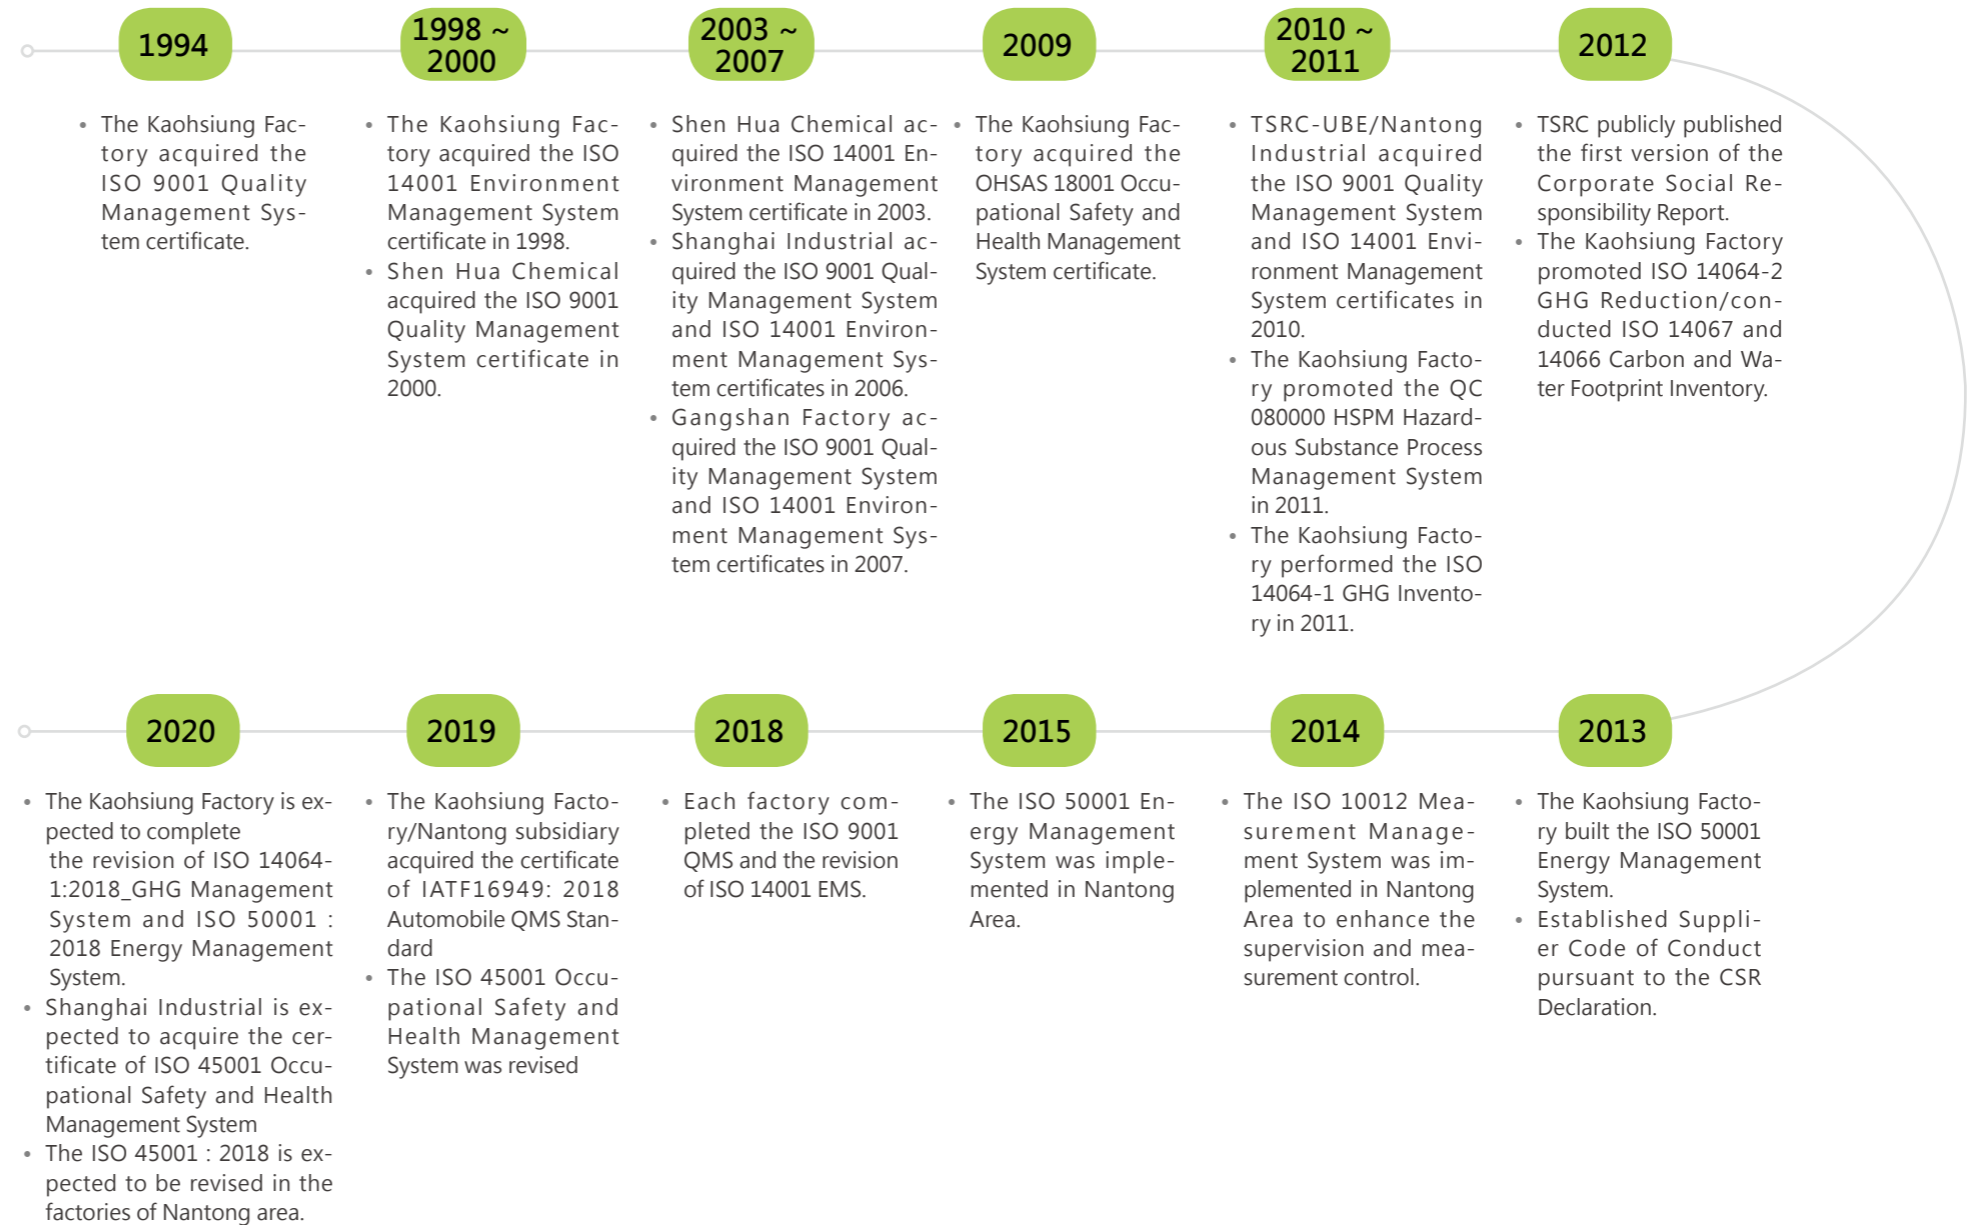 1994
The Kaohsiung Fac-
tory acquired the
ISO 9001 Quality
Management Sys-
tem certificate.
1998 ~
2000
The Kaohsiung Fac-
tory acquired the ISO
14001 Environment
Management System
certificate in 1998.
Shen Hua Chemical
acquired the ISO 9001
Quality Management
System certificate in
2000.
2003 ~
2007
Shen Hua Chemical ac-
quired the ISO 14001 En-
vironment Management
System certificate in 2003.
Shanghai Industrial ac-
quired the ISO 9001 Qual-
ity Management System
and ISO 14001 Environ-
ment Management Sys-
tem certificates in 2006.
Gangshan Factory ac-
quired the ISO 9001 Qual-
ity Management System
and ISO 14001 Environ-
ment Management Sys-
tem certificates in 2007.
2009
The Kaohsiung Fac-
tory acquired the
OHSAS 18001 Occu-
pational Safety and
Health Management
System certificate.
2010 ~
2011
TSRC-UBE/Nantong
Industrial acquired
the ISO 9001 Quality
Management System
and ISO 14001 Envi-
ronment Management
System certificates in
2010.
The Kaohsiung Facto-
ry promoted the QC
080000 HSPM Hazard-
ous Substance Process
Management System
in 2011.
The Kaohsiung Facto-
ry performed the ISO
14064-1 GHG Invento-
ry in 2011.
2012
TSRC publicly published
the first version of the
Corporate Social Re-
sponsibility Report.
The Kaohsiung Factory
promoted ISO 14064-2
GHG Reduction/con-
ducted ISO 14067 and
14066 Carbon and Wa-
ter Footprint Inventory.
2020
The Kaohsiung Factory is ex-
pected to complete
the revision of ISO 14064-
1:2018_GHG Management
System and ISO 50001 :
2018 Energy Management
System.
Shanghai Industrial is ex-
pected to acquire the cer-
tificate of ISO 45001 Occu-
pational Safety and Health
Management System
The ISO 45001 : 2018 is ex-
pected to be revised in the
factories of Nantong area.
2019
The Kaohsiung Facto-
ry/Nantong subsidiary
acquired the certificate
of IATF16949: 2018
Automobile QMS Stan-
dard
The ISO 45001 Occu-
pational Safety and
Health Management
System was revised
2018
Each factory com-
pleted the ISO 9001
QMS and the revision
of ISO 14001 EMS.
2015
The ISO 50001 En-
ergy Management
System was imple-
mented in Nantong
Area.
2014
The ISO 10012 Mea-
surement Manage-
ment System was im-
plemented in Nantong
Area to enhance the
supervision and mea-
surement control.
2013
The Kaohsiung Facto-
ry built the ISO 50001
Energy Management
System.
Established Suppli-
er Code of Conduct
pursuant to the CSR
Declaration.